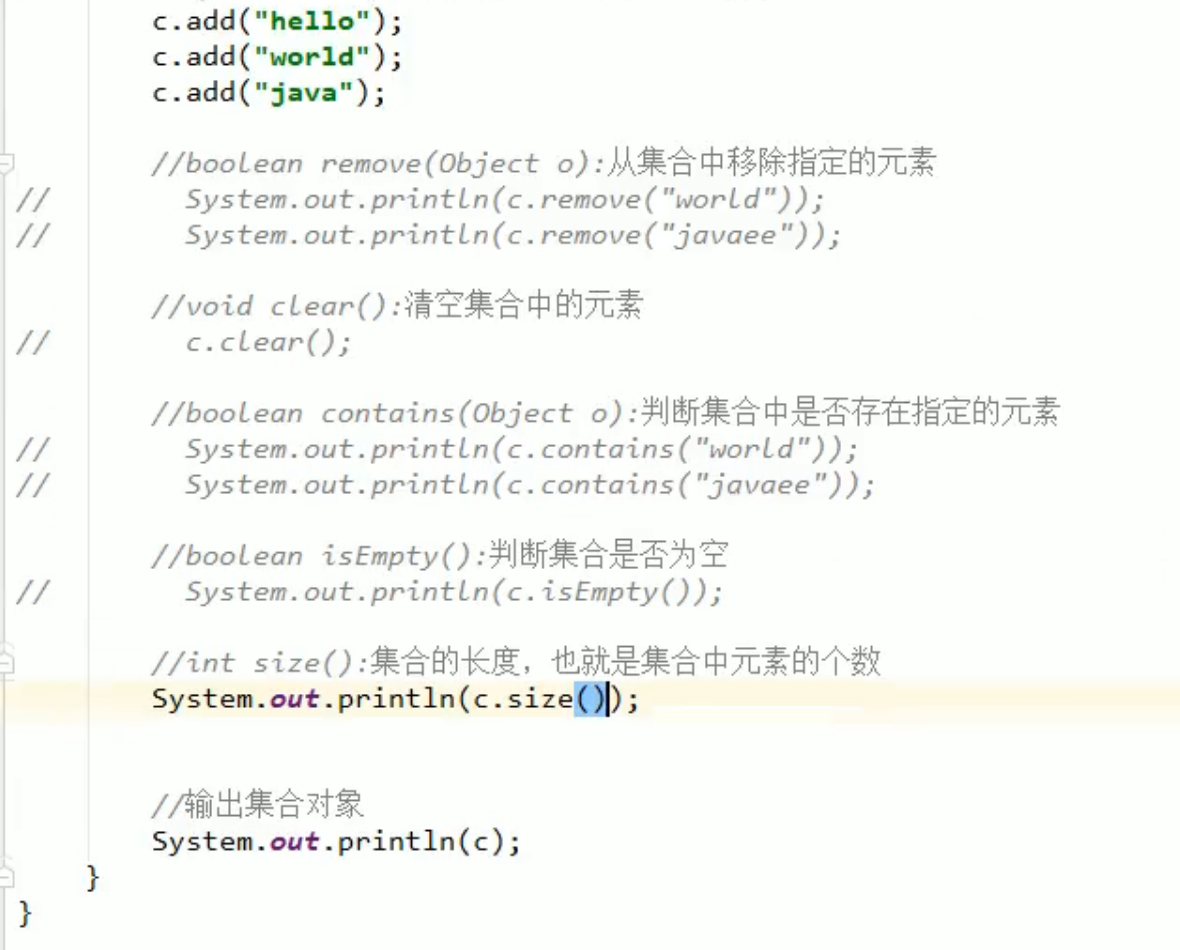 c.add("hello");
c.add("world");
c.add("java");
//boolean remove(Object o):从集合中移除指定的元素
// System.out.println(c.remove("world"));
// System.out.println(c.remove("javaee"));
//void clear():清空集合中的元素
// c.clear();
//boolean contains(Object o):判断集合中是否存在指定的元素
// System.out.println(c.contains("world"));
// System.out.println(c.contains("javaee"));
//boolean isEmpty():判断集合是否为空
// System.out.println(c.isEmpty());
//int size():集合的长度，也就是集合中元素的个数
System.out.println(c.size());
//输出集合对象
System.out.println(c);
}
}